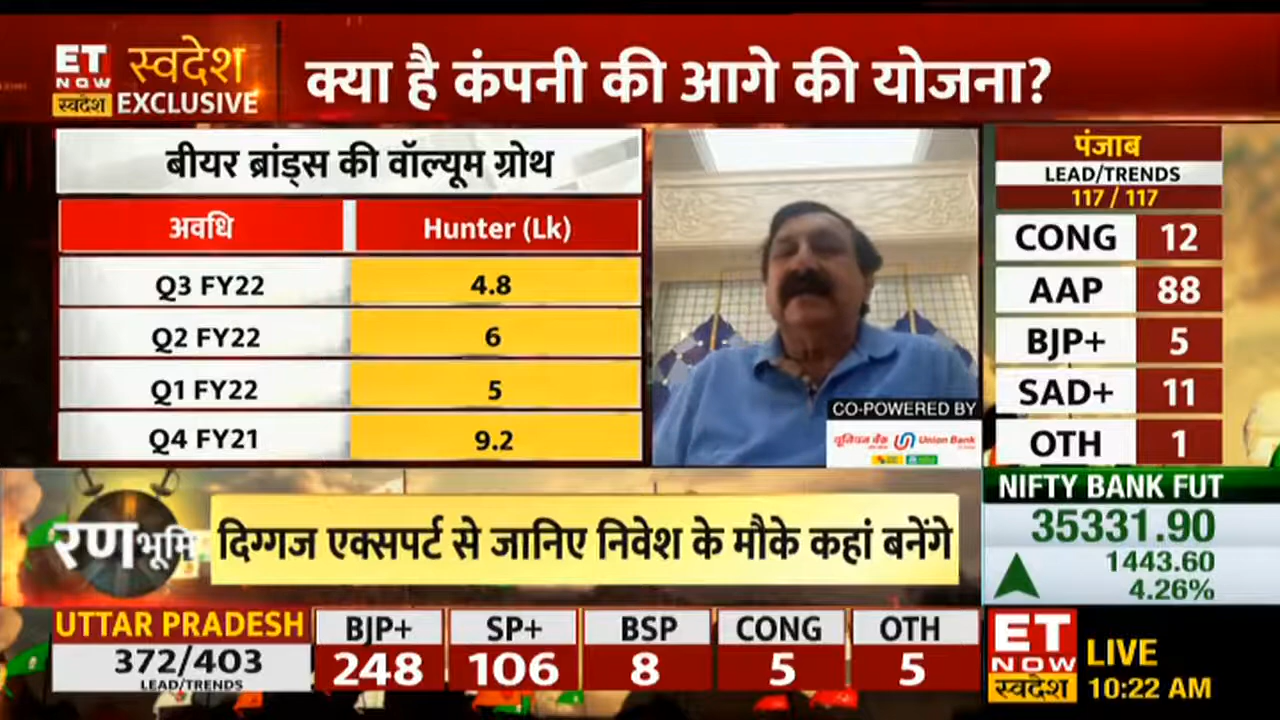 ET NOW स्वदेश
स्वदेश EXCLUSIVE
क्या है कंपनी की आगे की योजना?
बीयर ब्रांड्स की वॉल्यूम ग्रोथ
अवधि Hunter (Lk)
Q3 FY22 4.8
Q2 FY22 6
Q1 FY22 5
Q4 FY21 9.2
CO-POWERED BY
यूनियन बैंक Union Bank
पंजाब
LEAD/TRENDS
117 / 117
CONG 12
AAP 88
BJP+ 5
SAD+ 11
OTH 1
NIFTY BANK FUT
35331.90
1443.60
4.26%
रणभूमि
दिग्गज एक्सपर्ट से जानिए निवेश के मौके कहां बनेंगे
UTTAR PRADESH
372/403
LEAD/TRENDS
BJP+ SP+ BSP CONG OTH
248 106 8 5 5
ET NOW स्वदेश
LIVE
10:22 AM